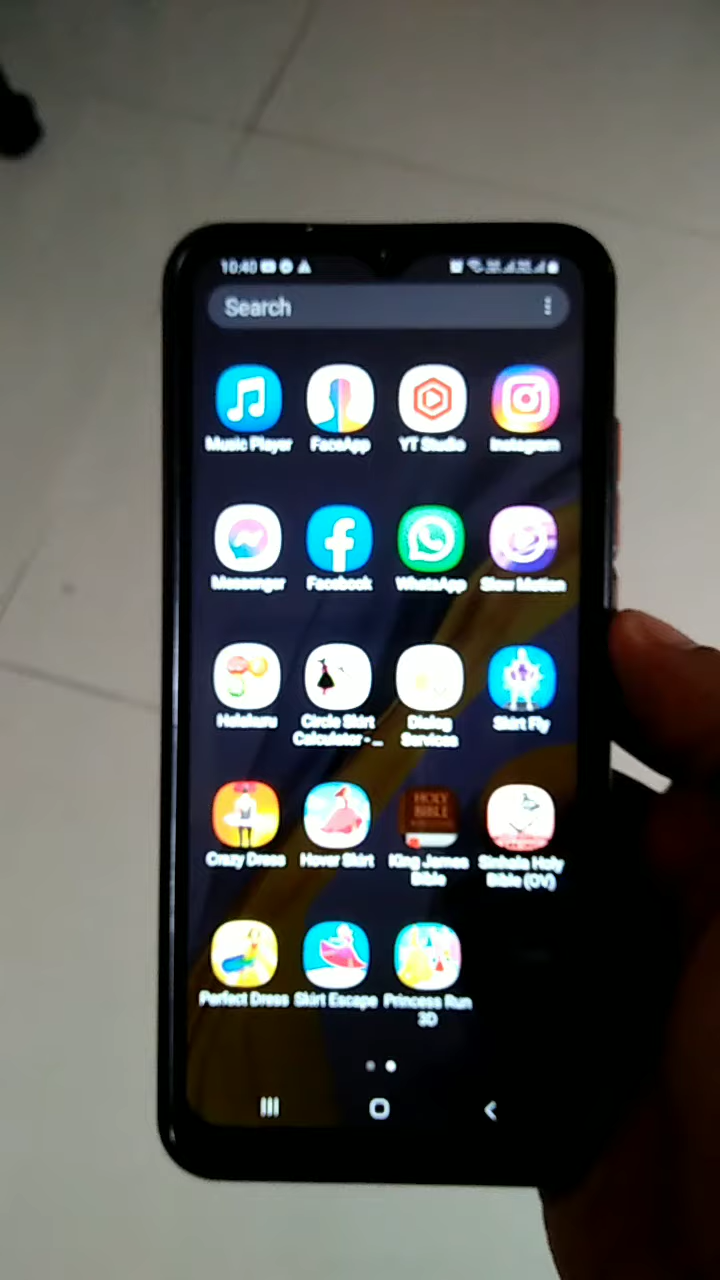 10:40
Search
Music Player
FaceApp
YT Studio
Instagram
Messenger
Facebook
WhatsApp
Slow Motion
Helakuru
Circle Skirt
Calculator -...
Dialog
Services
Skirt Fly
Crazy Dress
Hover Skirt
HOLY
BIBLE
King James
Bible
Sinhala Holy
Bible (OV)
Perfect Dress
Skirt Escape
Princess Run
3D